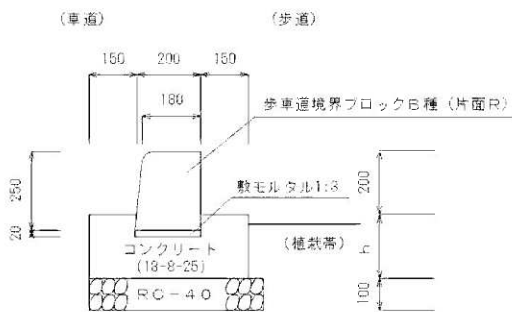 (車道) (歩道)
150 200 150
180
歩車道境界ブロックB種(片面R)
250
200
敷モルタル1:3
20
コンクリート
(18-8-25)
(植栽帯)
h
RC-40
100